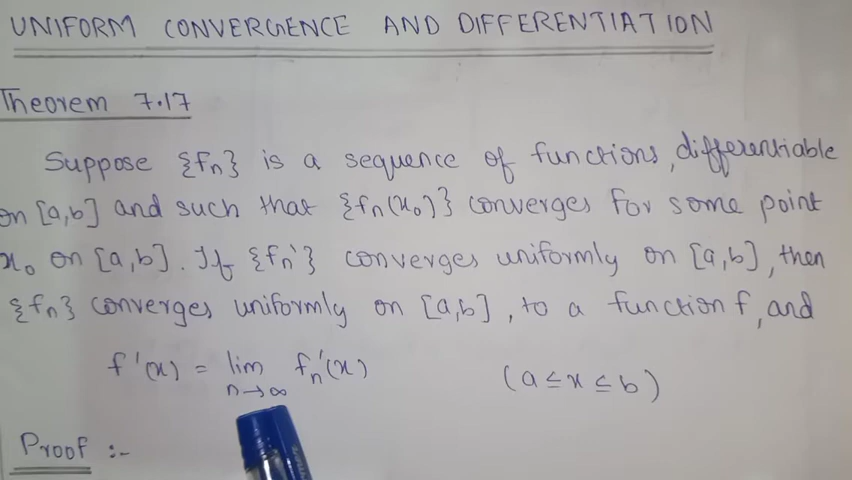 UNIFORM CONVERGENCE AND DIFFERENTIATION
Theorem 7.17
Suppose {fn} is a sequence of functions, differentiable
on [a,b] and such that {fn(x0)} converges for some point
x0 on [a,b]. If {fn'} converges uniformly on [a,b], then
{fn} converges uniformly on [a,b], to a function f, and
f'(x) = lim n→∞ fn'(x) (a ≤ x ≤ b)
Proof :-